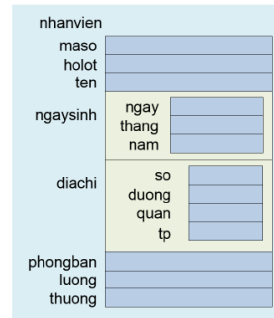 nhanvien
maso
holot
ten
ngaysinh
ngay
thang
nam
diachi
so
duong
quan
tp
phongban
luong
thuong